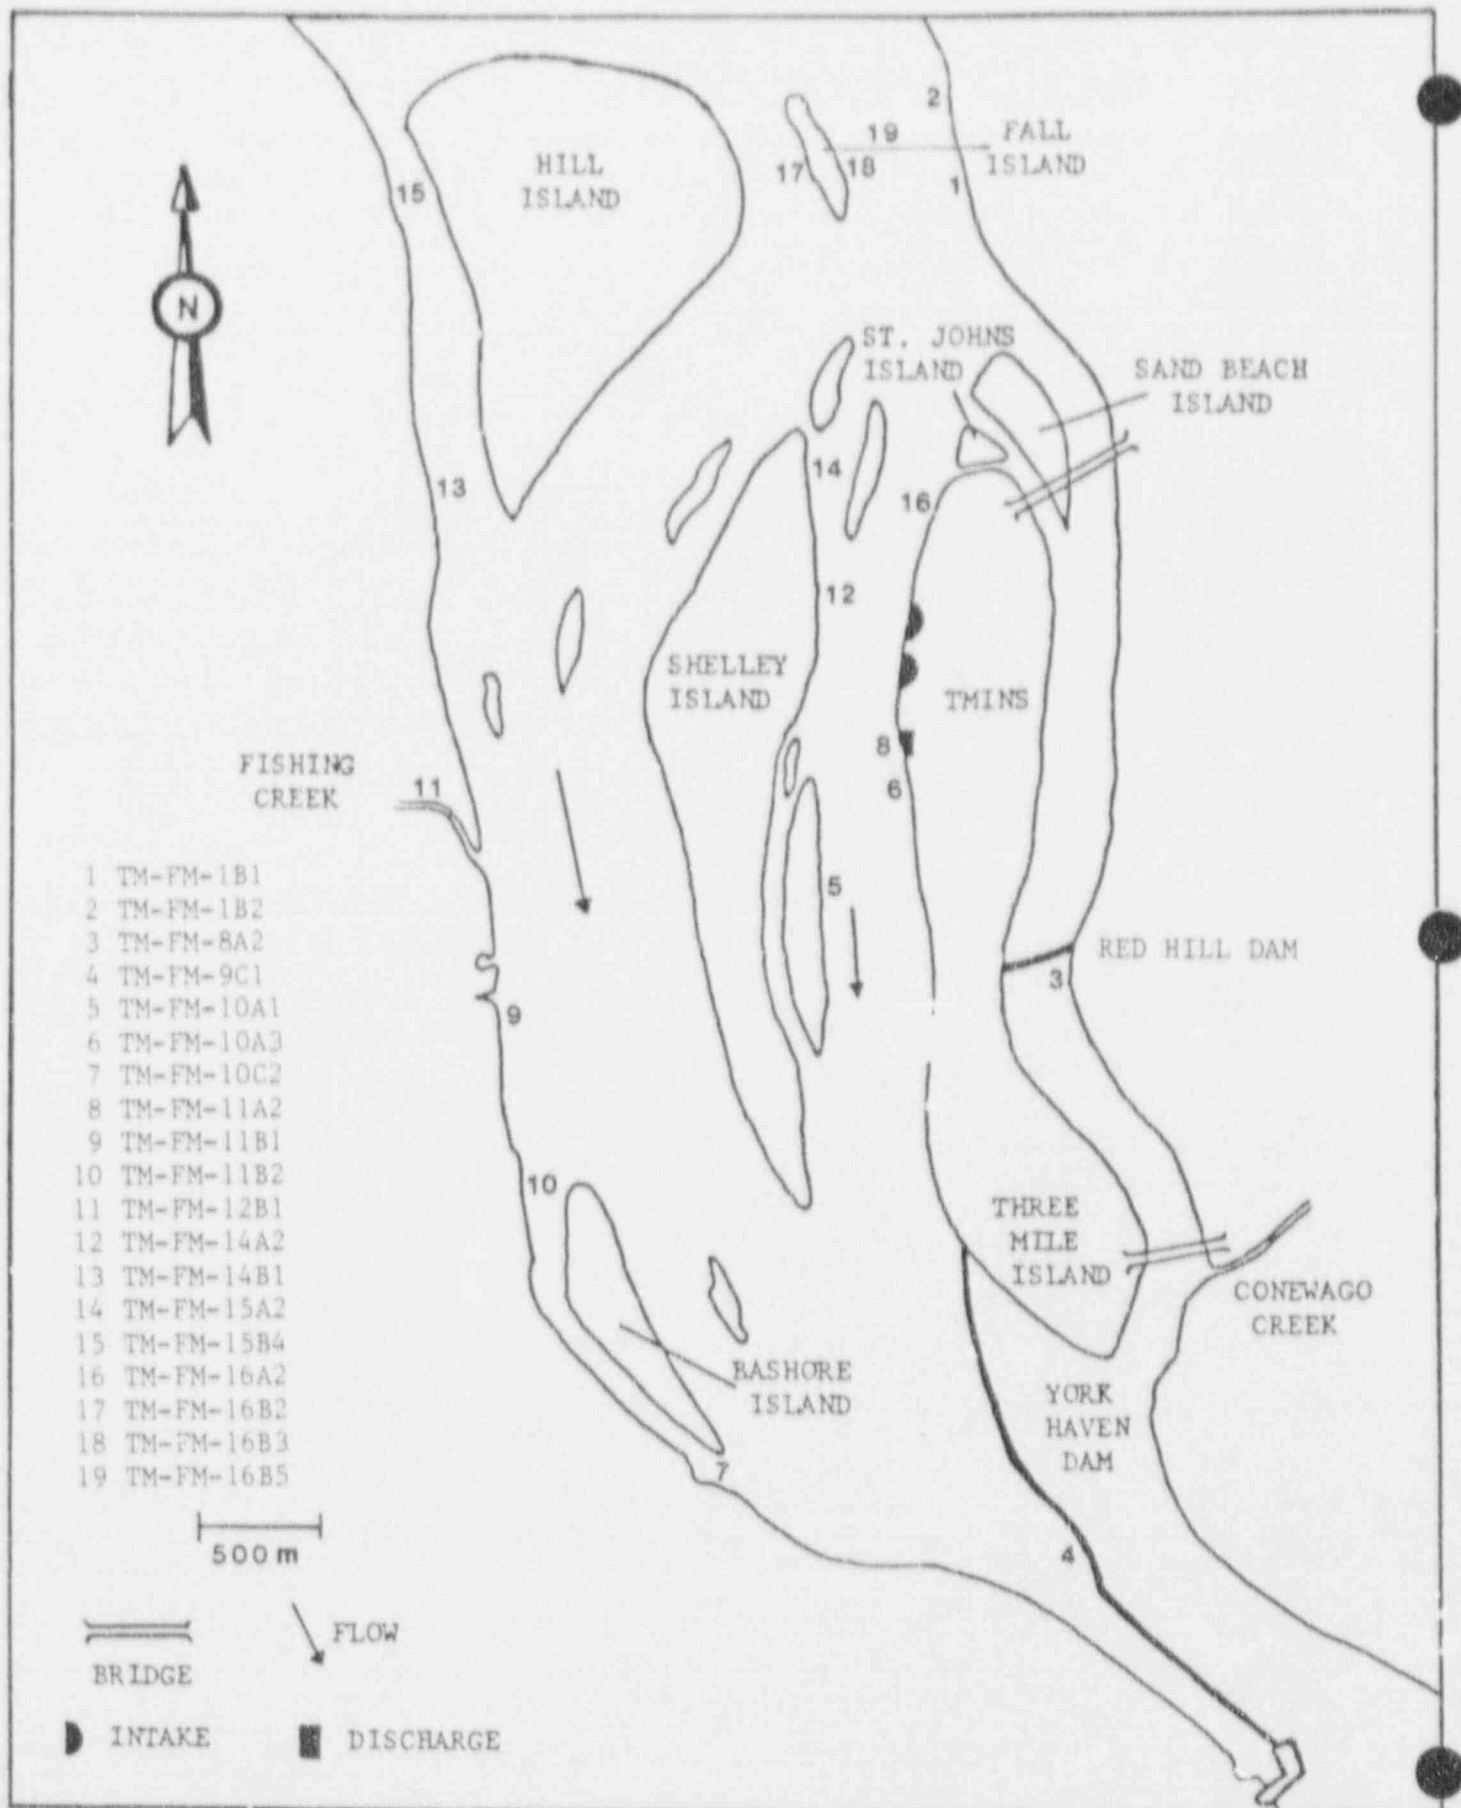 2
19
FALL
ISLAND
17
18
1
HILL
ISLAND
15
N
ST. JOHNS
ISLAND
SAND BEACH
ISLAND
14
13
16
12
SHELLEY
ISLAND
TMINS
8
6
FISHING
CREEK
11
5
RED HILL DAM
3
9
1 TM-FM-1B1
2 TM-FM-1B2
3 TM-FM-8A2
4 TM-FM-9C1
5 TM-FM-10A1
6 TM-FM-10A3
7 TM-FM-10C2
8 TM-FM-11A2
9 TM-FM-11B1
10 TM-FM-11B2
11 TM-FM-12B1
12 TM-FM-14A2
13 TM-FM-14B1
14 TM-FM-15A2
15 TM-FM-15B4
16 TM-FM-16A2
17 TM-FM-16B2
18 TM-FM-16B3
19 TM-FM-16B5
10
THREE
MILE
ISLAND
CONEWAGO
CREEK
BASHORE
ISLAND
YORK
HAVEN
DAM
7
4
500 m
BRIDGE
FLOW
INTAKE
DISCHARGE